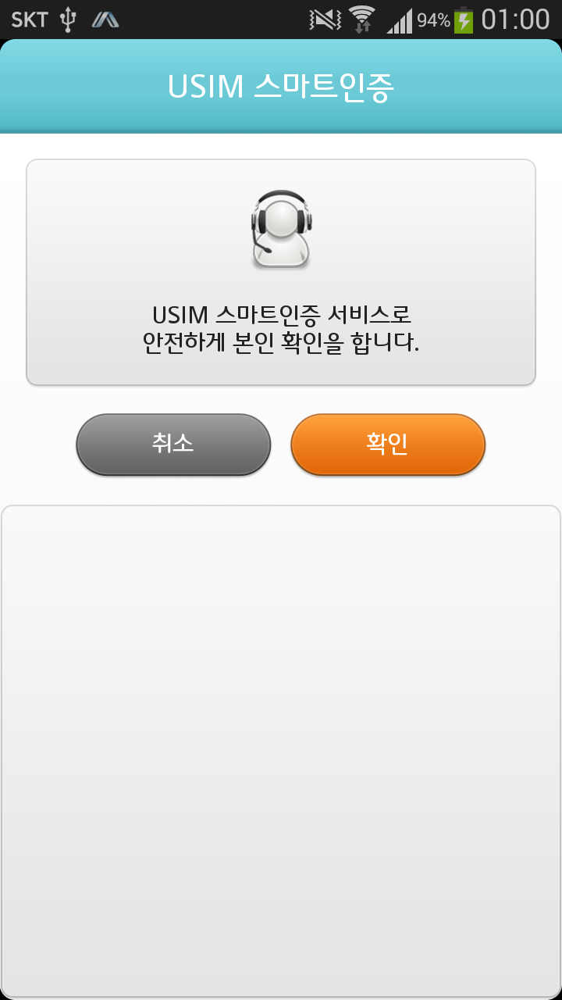 SKT 94% 01:00
USIM 스마트인증
USIM 스마트인증 서비스로
안전하게 본인 확인을 합니다.
취소 확인